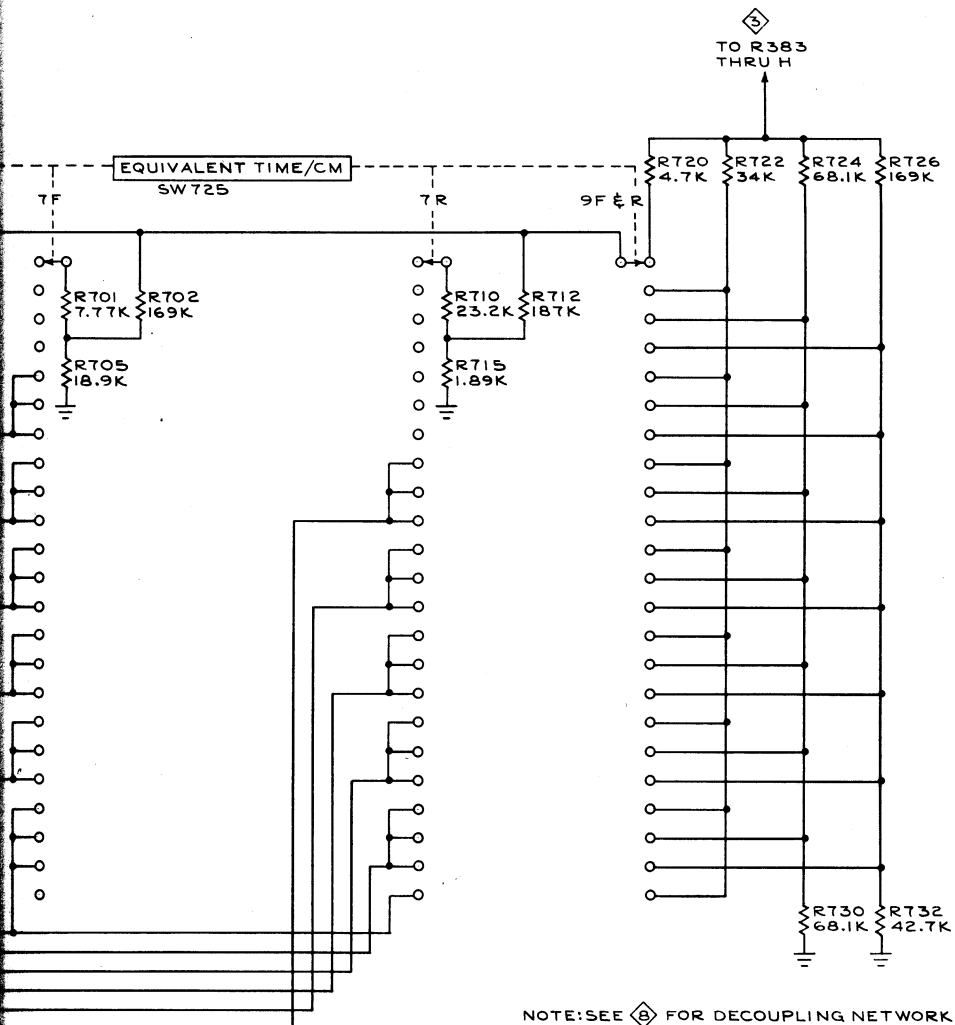 3
TO R383
THRU H
EQUIVALENT TIME/CM
SW725
7F
7R
9F & R
R720
4.7K
R722
34K
R724
68.1K
R726
169K
R701
7.77K
R702
169K
R705
18.9K
R710
23.2K
R712
187K
R715
1.89K
R730
68.1K
R732
42.7K
NOTE: SEE 8 FOR DECOUPLING NETWORK